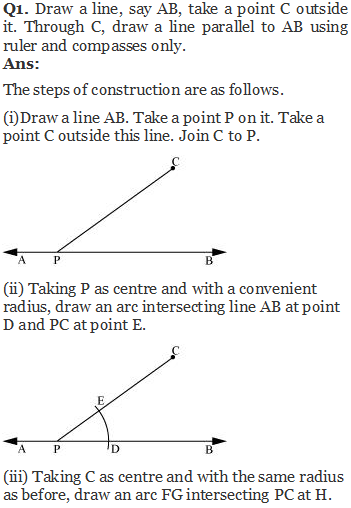 Q1. Draw a line, say AB, take a point C outside
it. Through C, draw a line parallel to AB using
ruler and compasses only.
Ans:
The steps of construction are as follows.
(i)Draw a line AB. Take a point P on it. Take a
point C outside this line. Join C to P.
C
A P B
(ii) Taking P as centre and with a convenient
radius, draw an arc intersecting line AB at point
D and PC at point E.
C
E
A P D B
(iii) Taking C as centre and with the same radius
as before, draw an arc FG intersecting PC at H.